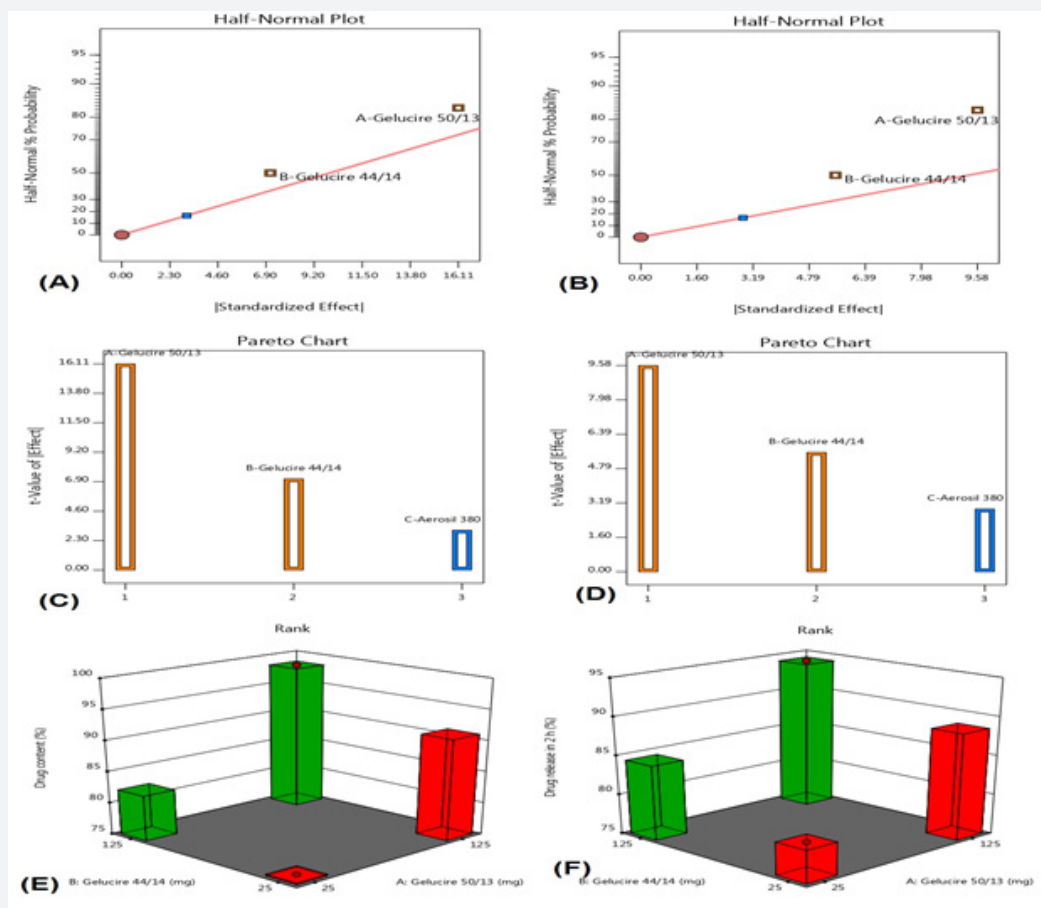 Half-Normal Plot
Half-Normal % Probability
95
90
80
70
50
30
20
10
0
A-Gelucire 50/13
B-Gelucire 44/14
0.00 2.30 4.60 6.90 9.20 11.50 13.80 16.11
(A)
|Standardized Effect|
Half-Normal Plot
Half-Normal % Probability
95
90
80
70
50
30
20
10
0
A-Gelucire 50/13
B-Gelucire 44/14
0.00 1.60 3.19 4.79 6.39 7.98 9.58
(B)
|Standardized Effect|
Pareto Chart
A-Gelucire 50/13
t-Value of |Effect|
16.11
13.80
11.50
9.20
6.90
4.60
2.30
0.00
B-Gelucire 44/14
C-Aerosil 380
(C)
1 2 3
Pareto Chart
A-Gelucire 50/13
t-Value of |Effect|
9.58
7.98
6.39
4.79
3.19
1.60
0.00
B-Gelucire 44/14
C-Aerosil 380
(D)
1 2 3
Rank
Drug content (%)
100
95
90
85
80
75
125
125
25
25
(E)
B: Gelucire 44/14 (mg)
A: Gelucire 50/13 (mg)
Rank
Drug release in 2 h (%)
95
90
85
80
75
125
125
25
25
(F)
B: Gelucire 44/14 (mg)
A: Gelucire 50/13 (mg)